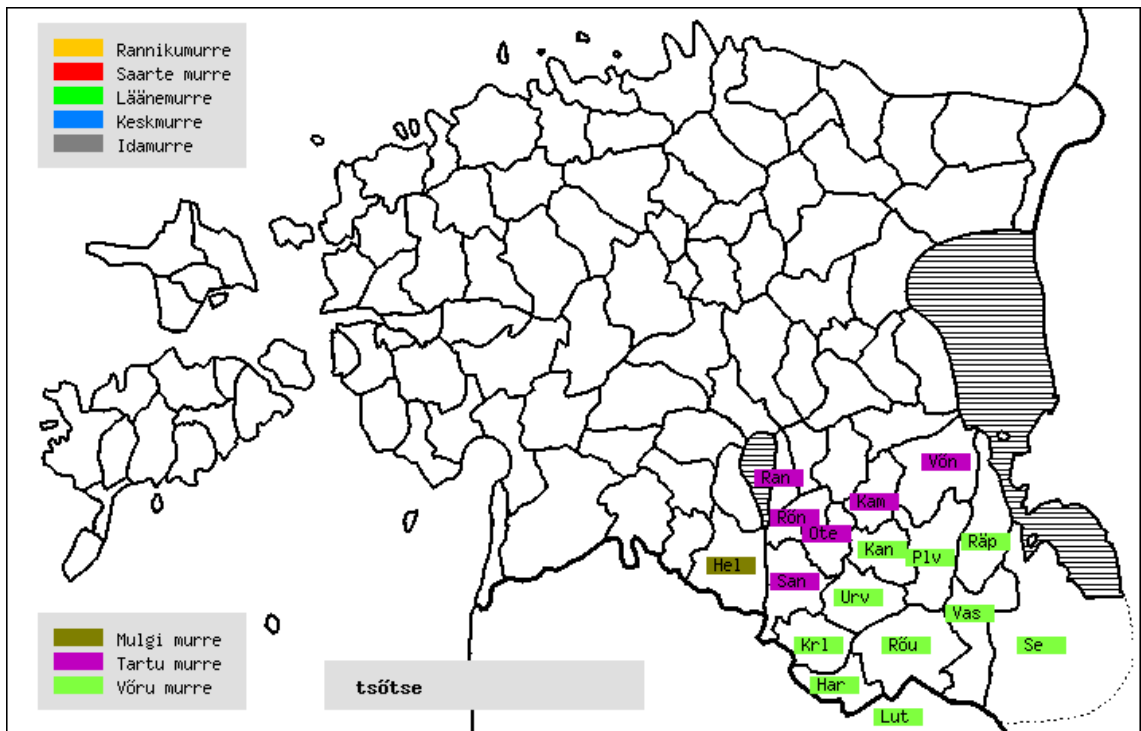 Rannikumurre
Saarte murre
Läänemurre
Keskmurre
Idamurre
Võn
Ran
Kam
Rõn
Ote
Räp
Kan
Plv
Hel
San
Urv
Vas
Krl
Rõu
Se
Har
Lut
Mulgi murre
Tartu murre
Võru murre
tsõtse